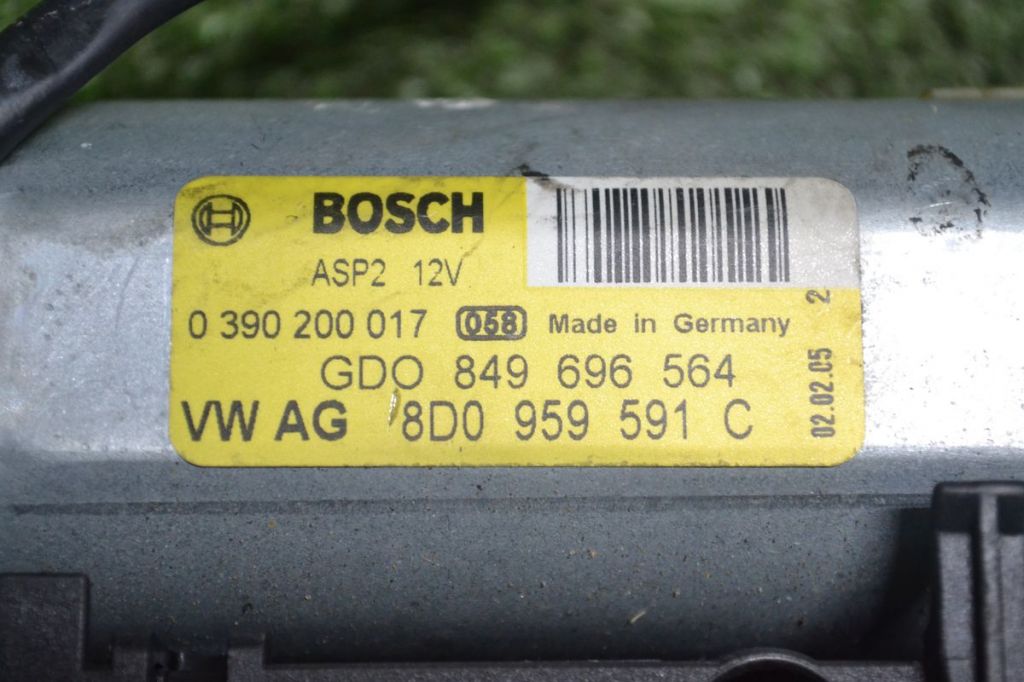 BOSCH
ASP2 12V
0 390 200 017 058 Made in Germany
GDO 849 696 564
VW AG 8D0 959 591 C
02.02.05 2